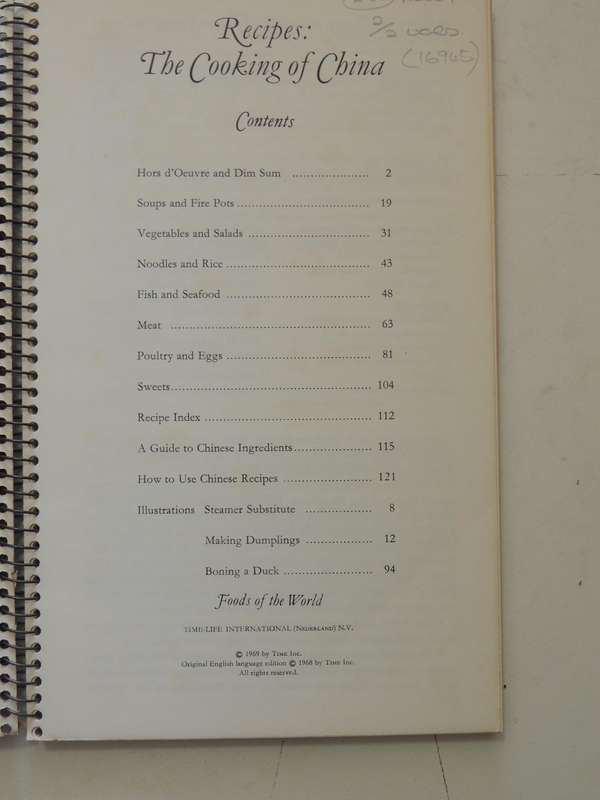 (16945)
Recipes:
The Cooking of China
Contents
Hors d'Oeuvre and Dim Sum ..................... 2
Soups and Fire Pots .................................... 19
Vegetables and Salads ................................. 31
Noodles and Rice ....................................... 43
Fish and Seafood ....................................... 48
Meat ...................................................... 63
Poultry and Eggs ....................................... 81
Sweets...................................................... 104
Recipe Index ............................................. 112
A Guide to Chinese Ingredients..................... 115
How to Use Chinese Recipes ........................ 121
Illustrations Steamer Substitute .................. 8
Making Dumplings .................. 12
Boning a Duck ........................ 94
Foods of the World
TIME-LIFE INTERNATIONAL (NEDERLAND) N.V.
© 1969 by TIME INC.
Original English language edition © 1968 by TIME INC.
All rights reserved.